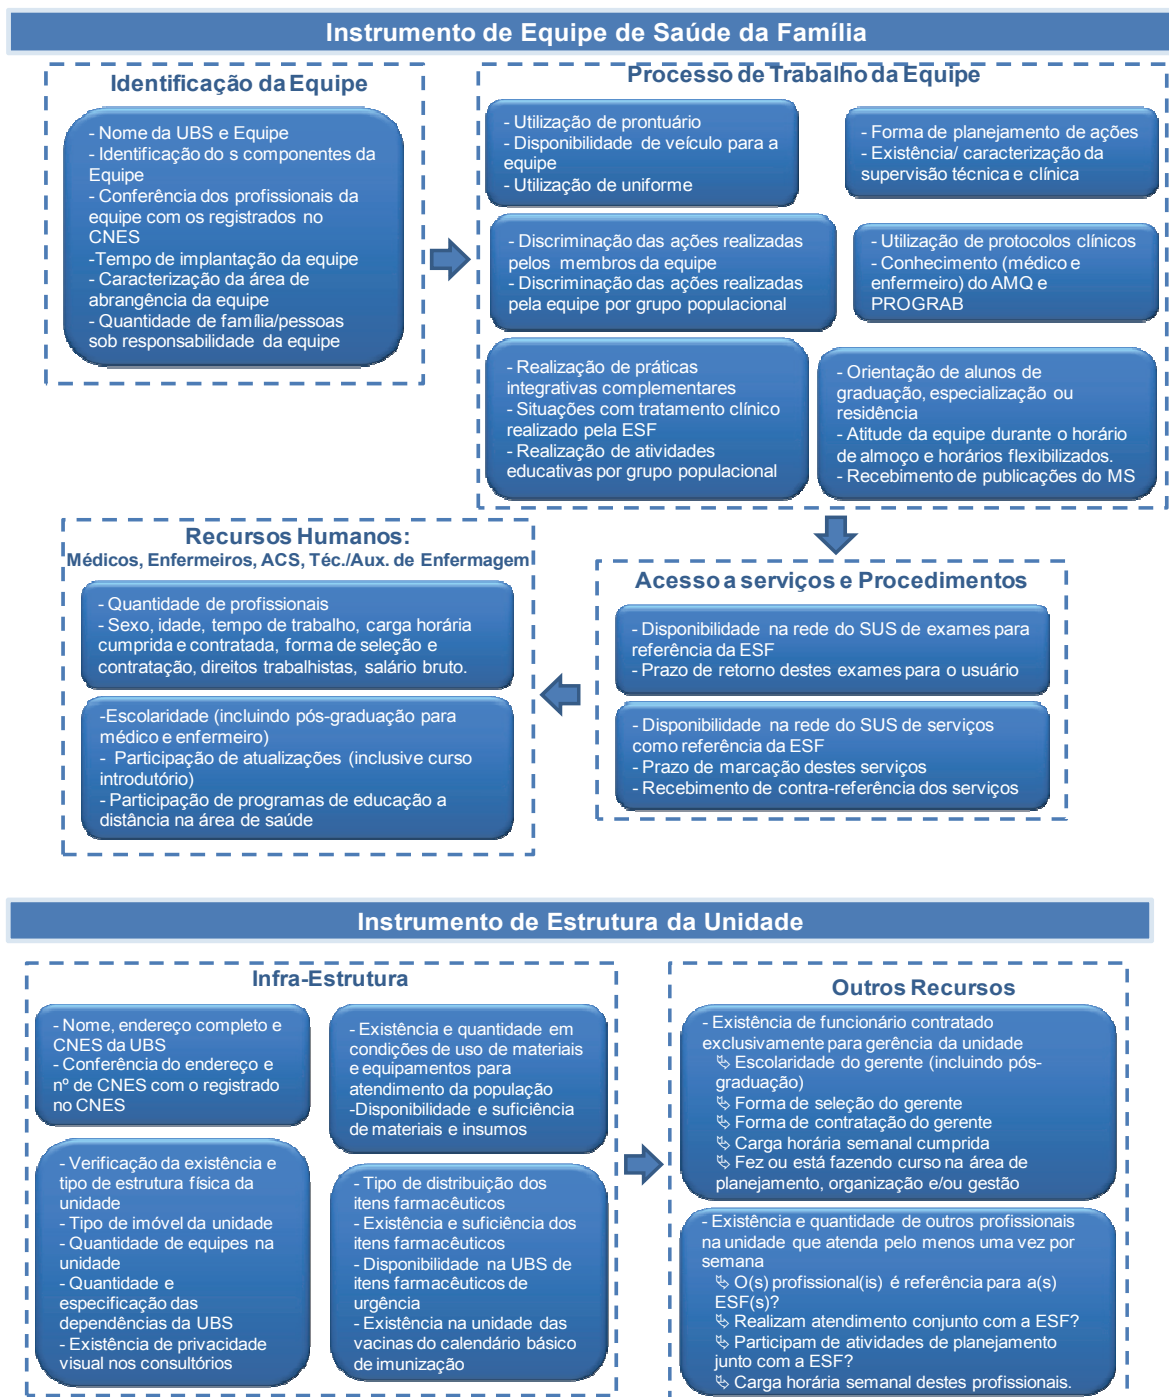 Instrumento de Equipe de Saúde da Família
Identificação da Equipe
- Nome da UBS e Equipe
- Identificação do s componentes da
Equipe
- Conferência dos profissionais da
equipe com os registrados no
CNES
-Tempo de implantação da equipe
- Caracterização da área de
abrangência da equipe
- Quantidade de família/pessoas
sob responsabilidade da equipe
Processo de Trabalho da Equipe
- Utilização de prontuário
- Disponibilidade de veículo para a
equipe
- Utilização de uniforme
- Forma de planejamento de ações
- Existência/ caracterização da
supervisão técnica e clínica
- Discriminação das ações realizadas
pelos membros da equipe
- Discriminação das ações realizadas
pela equipe por grupo populacional
- Utilização de protocolos clínicos
- Conhecimento (médico e
enfermeiro) do AMQ e
PROGRAB
- Realização de práticas
integrativas complementares
- Situações com tratamento clínico
realizado pela ESF
- Realização de atividades
educativas por grupo populacional
- Orientação de alunos de
graduação, especialização ou
residência
- Atitude da equipe durante o horário
de almoço e horários flexibilizados.
- Recebimento de publicações do MS
Acesso a serviços e Procedimentos
- Disponibilidade na rede do SUS de exames para
referência da ESF
- Prazo de retorno destes exames para o usuário
- Disponibilidade na rede do SUS de serviços
como referência da ESF
- Prazo de marcação destes serviços
- Recebimento de contra-referência dos serviços
Recursos Humanos:
Médicos, Enfermeiros, ACS, Téc./Aux. de Enfermagem
- Quantidade de profissionais
- Sexo, idade, tempo de trabalho, carga horária
cumprida e contratada, forma de seleção e
contratação, direitos trabalhistas, salário bruto.
-Escolaridade (incluindo pós-graduação para
médico e enfermeiro)
- Participação de atualizações (inclusive curso
introdutório)
- Participação de programas de educação a
distância na área de saúde
Instrumento de Estrutura da Unidade
Infra-Estrutura
- Nome, endereço completo e
CNES da UBS
- Conferência do endereço e
nº de CNES com o registrado
no CNES
- Existência e quantidade em
condições de uso de materiais
e equipamentos para
atendimento da população
-Disponibilidade e suficiência
de materiais e insumos
- Verificação da existência e
tipo de estrutura física da
unidade
- Tipo de imóvel da unidade
- Quantidade de equipes na
unidade
- Quantidade e
especificação das
dependências da UBS
- Existência de privacidade
visual nos consultórios
- Tipo de distribuição dos
itens farmacêuticos
- Existência e suficiência dos
itens farmacêuticos
- Disponibilidade na UBS de
itens farmacêuticos de
urgência
- Existência na unidade das
vacinas do calendário básico
de imunização
Outros Recursos
- Existência de funcionário contratado
exclusivamente para gerência da unidade
↳ Escolaridade do gerente (incluindo pós-
graduação)
↳ Forma de seleção do gerente
↳ Forma de contratação do gerente
↳ Carga horária semanal cumprida
↳ Fez ou está fazendo curso na área de
planejamento, organização e/ou gestão
- Existência e quantidade de outros profissionais
na unidade que atenda pelo menos uma vez por
semana
↳ O(s) profissional(is) é referência para a(s)
ESF(s)?
↳ Realizam atendimento conjunto com a ESF?
↳ Participam de atividades de planejamento
junto com a ESF?
↳ Carga horária semanal destes profissionais.